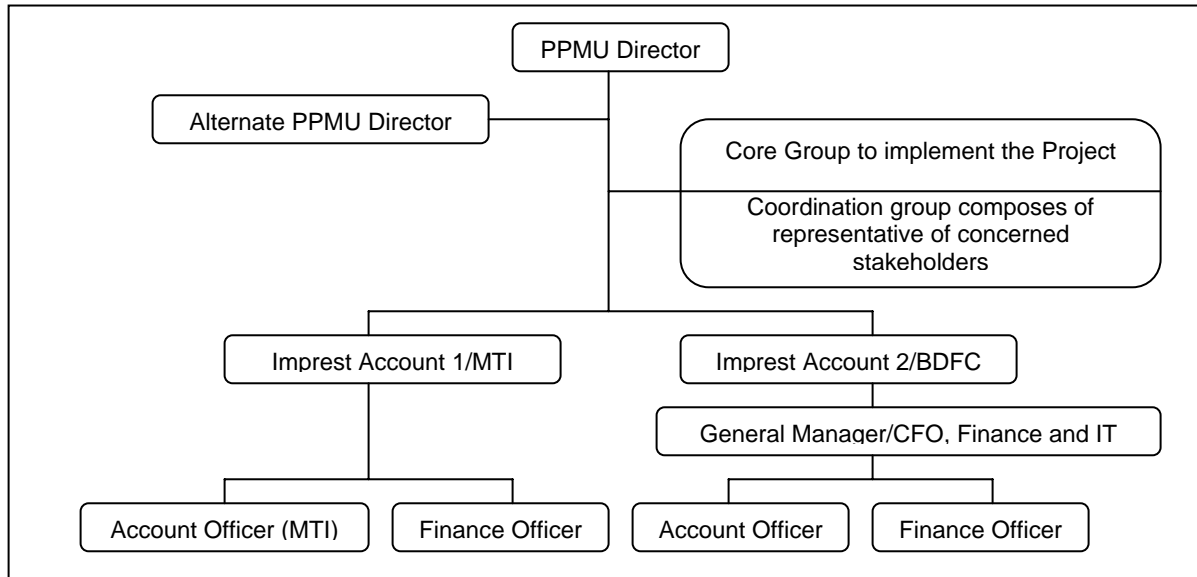 PPMU Director
Alternate PPMU Director
Core Group to implement the Project
Coordination group composes of
representative of concerned
stakeholders
Imprest Account 1/MTI
Imprest Account 2/BDFC
General Manager/CFO, Finance and IT
Account Officer (MTI)
Finance Officer
Account Officer
Finance Officer